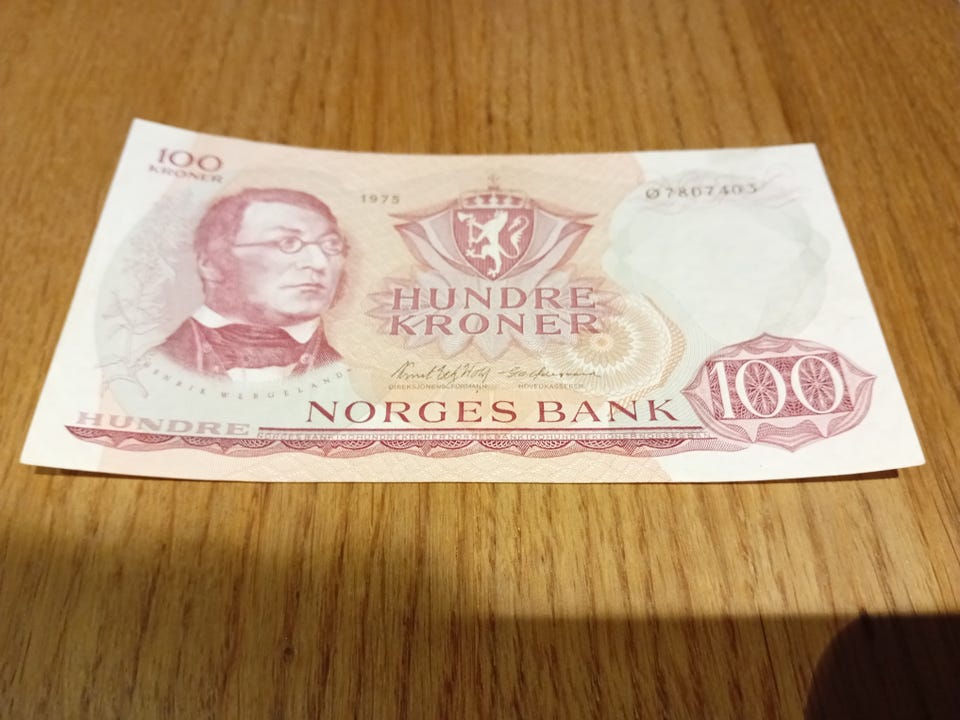 100
KRONER
1975
Ø7807403
HUNDRE
KRONER
DIREKSJONENS FORMANN
HOVEDKASSERER
HENRIK WERGELAND
HUNDRE
NORGES BANK
100